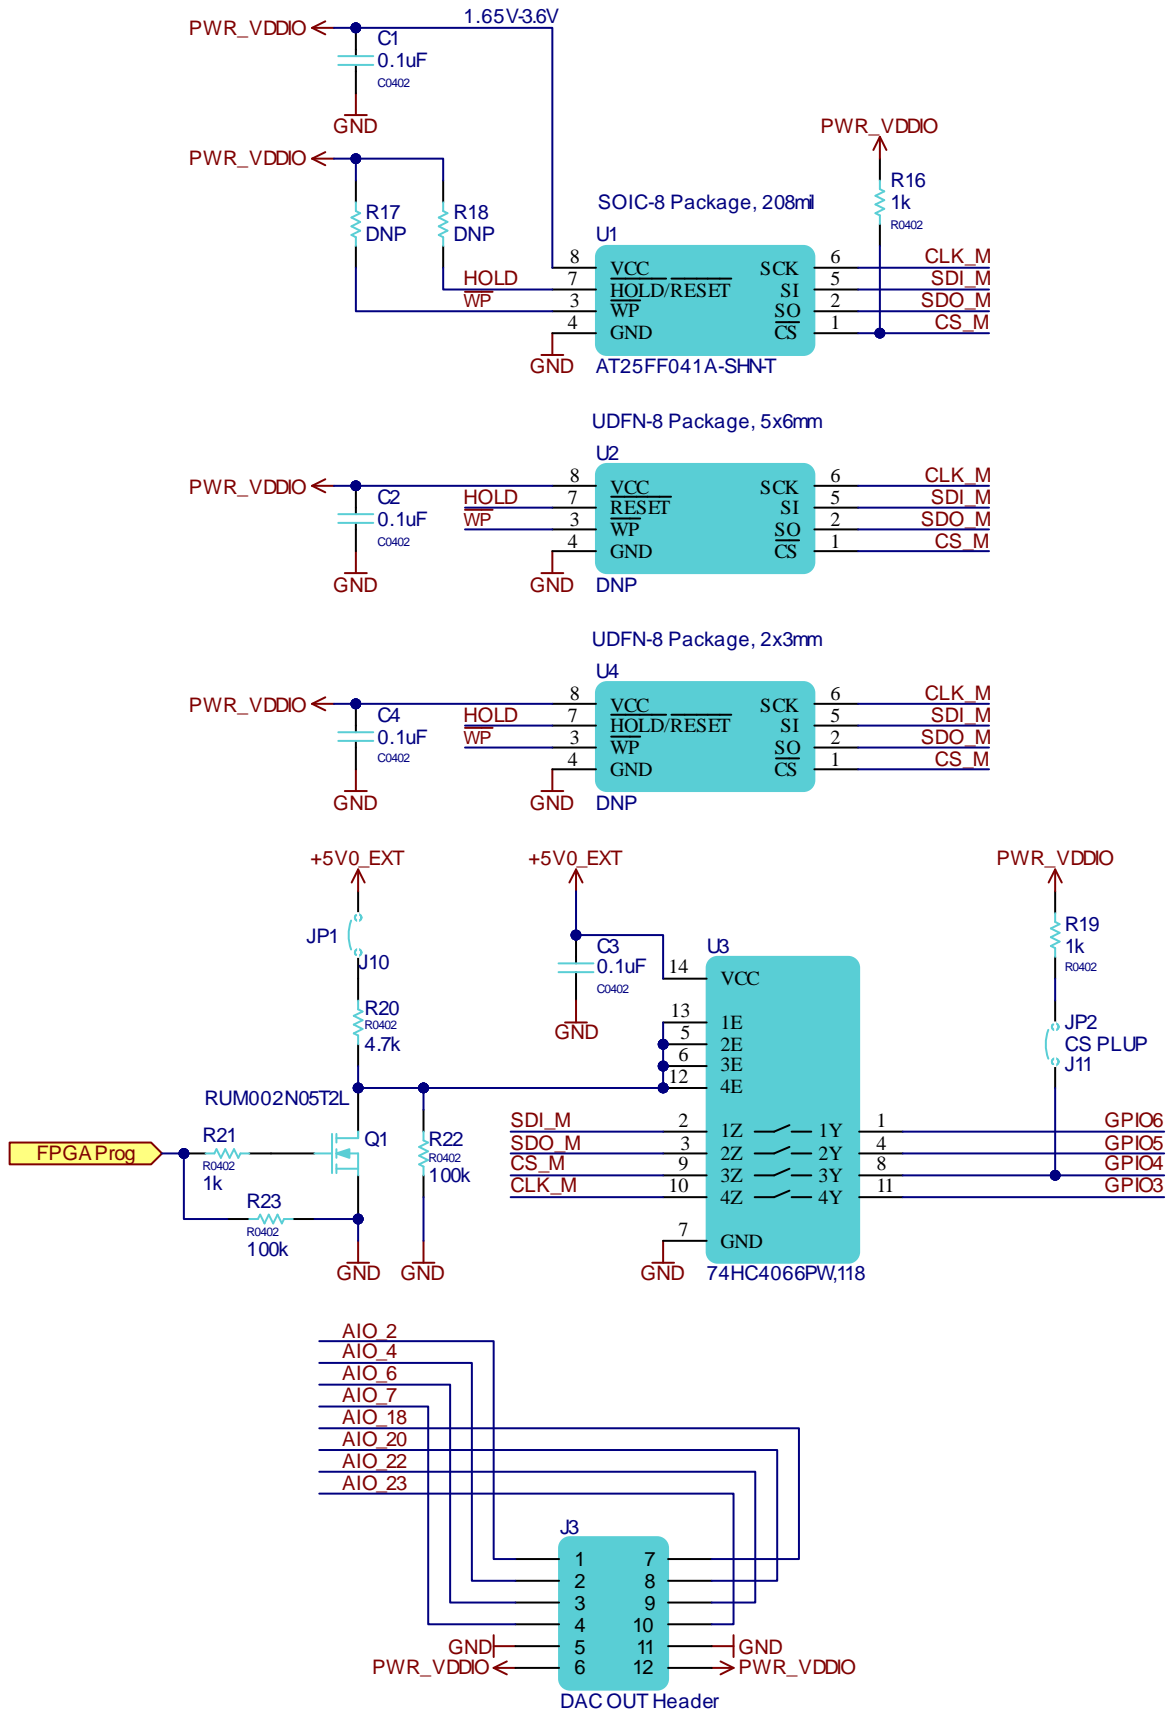 1.65V-3.6V
PWR_VDDIO
C1
0.1uF
C0402
GND
PWR_VDDIO
PWR_VDDIO
R16
1k
R0402
R17
DNP
R18
DNP
SOIC-8 Package, 208mil
U1
HOLD
WP
8 VCC SCK 6 CLK_M
7 HOLD/RESET SI 5 SDI_M
3 WP SO 2 SDO_M
4 GND CS 1 CS_M
GND
AT25FF041A-SHN-T
UDFN-8 Package, 5x6mm
U2
PWR_VDDIO
C2
0.1uF
C0402
GND
HOLD
WP
8 VCC SCK 6 CLK_M
7 RESET SI 5 SDI_M
3 WP SO 2 SDO_M
4 GND CS 1 CS_M
GND
DNP
UDFN-8 Package, 2x3mm
U4
PWR_VDDIO
C4
0.1uF
C0402
GND
HOLD
WP
8 VCC SCK 6 CLK_M
7 HOLD/RESET SI 5 SDI_M
3 WP SO 2 SDO_M
4 GND CS 1 CS_M
GND
DNP
+5V0_EXT
JP1
J10
R20
R0402
4.7k
RUM002N05T2L
FPGA Prog
R21
R0402
1k
Q1
R22
R0402
100k
R23
R0402
100k
GND
GND
+5V0_EXT
C3
0.1uF
C0402
GND
U3
14 VCC
13 1E
5 2E
6 3E
12 4E
SDI_M 2 1Z 1Y 1 GPIO6
SDO_M 3 2Z 2Y 4 GPIO5
CS_M 9 3Z 3Y 8 GPIO4
CLK_M 10 4Z 4Y 11 GPIO3
7 GND
GND
74HC4066PW,118
PWR_VDDIO
R19
1k
R0402
JP2
CS PLUP
J11
AIO_2
AIO_4
AIO_6
AIO_7
AIO_18
AIO_20
AIO_22
AIO_23
J3
1 7
2 8
3 9
4 10
GND 5 11 GND
PWR_VDDIO 6 12 PWR_VDDIO
DAC OUT Header